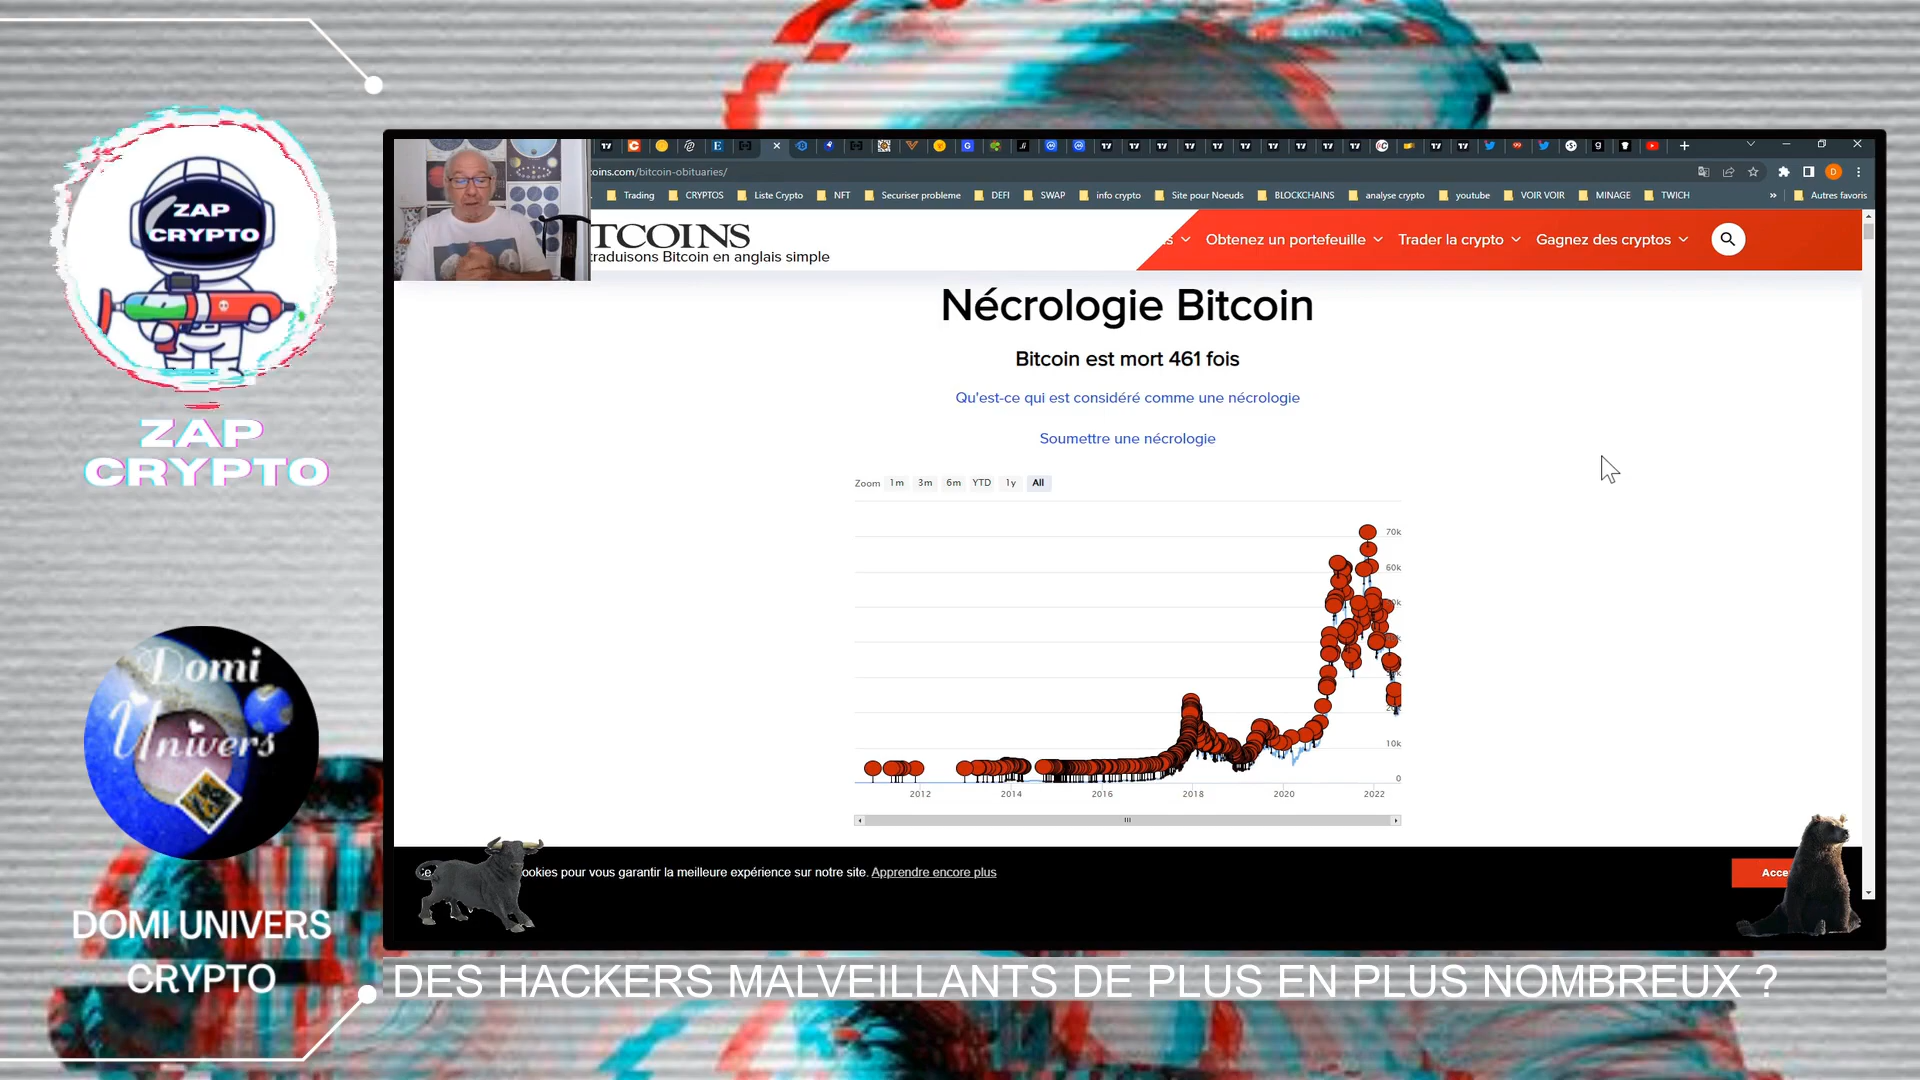 ZAP
CRYPTO
ZAP
CRYPTO
Domi
Univers
DOMI UNIVERS
CRYPTO
oins.com/bitcoin-obituaries/
Trading
CRYPTOS
Liste Crypto
NFT
Securiser probleme
DEFI
SWAP
info crypto
Site pour Noeuds
BLOCKCHAINS
analyse crypto
youtube
VOIR VOIR
MINAGE
TWICH
»
Autres favoris
TCOINS
traduisons Bitcoin en anglais simple
Obtenez un portefeuille
Trader la crypto
Gagnez des cryptos
Nécrologie Bitcoin
Bitcoin est mort 461 fois
Qu'est-ce qui est considéré comme une nécrologie
Soumettre une nécrologie
Zoom 1m 3m 6m YTD 1y All
70k
60k
10k
0
2012 2014 2016 2018 2020 2022
Ce
ookies pour vous garantir la meilleure expérience sur notre site. Apprendre encore plus
Acce
DES HACKERS MALVEILLANTS DE PLUS EN PLUS NOMBREUX ?